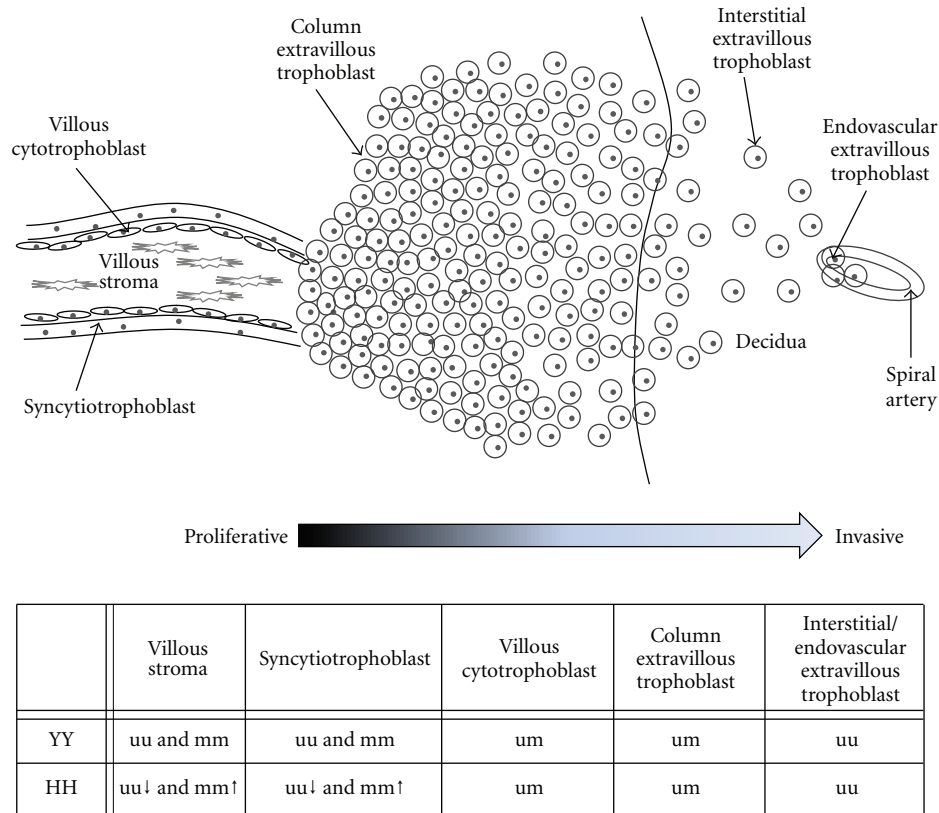 Column
extravillous
trophoblast
Interstitial
extravillous
trophoblast
Villous
cytotrophoblast
Endovascular
extravillous
trophoblast
Villous
stroma
Syncytiotrophoblast
Decidua
Spiral
artery
Proliferative
Invasive
Villous
stroma
Syncytiotrophoblast
Villous
cytotrophoblast
Column
extravillous
trophoblast
Interstitial/
endovascular
extravillous
trophoblast
YY uu and mm uu and mm um um uu
HH uu↓ and mm↑ uu↓ and mm↑ um um uu